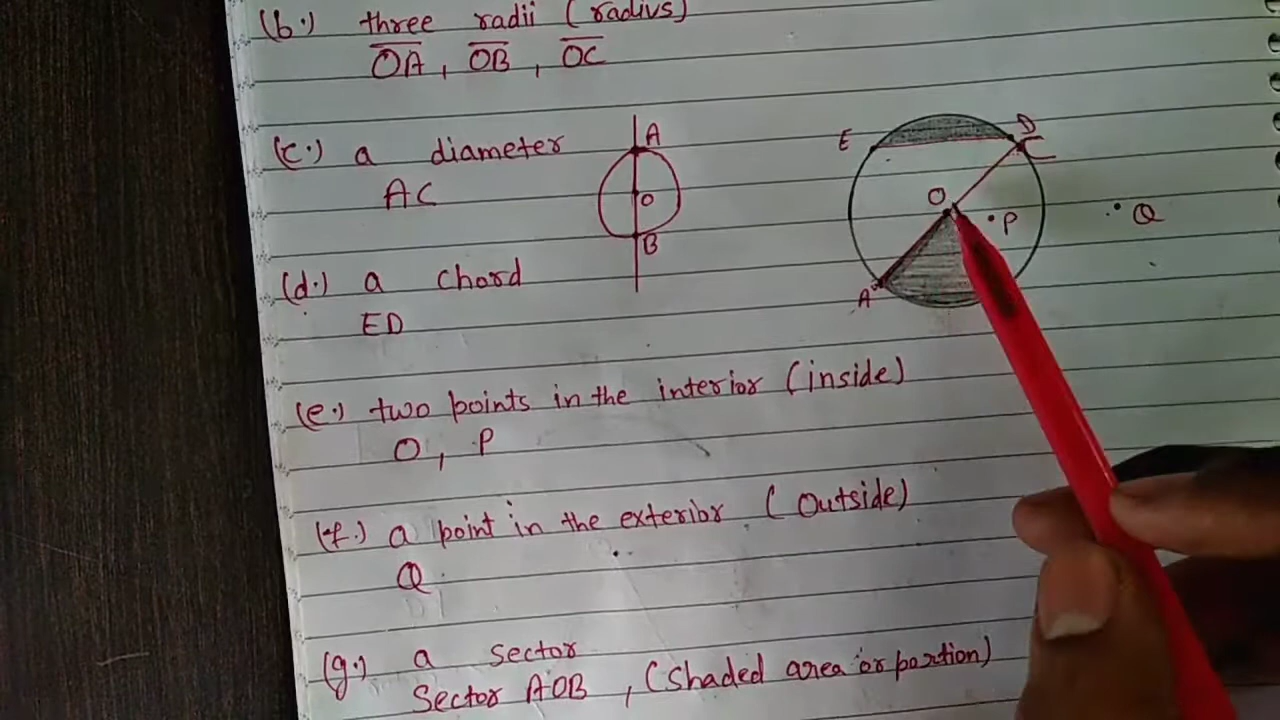 (b.) three radii (radius)
OA, OB, OC
(c.) a diameter
AC
A
O
B
E
D
C
O
P
Q
A
(d.) a chord
ED
(e.) two points in the interior (inside)
O, P
(f.) a point in the exterior (Outside)
Q
(g.) a sector
Sector AOB, (shaded area or portion)